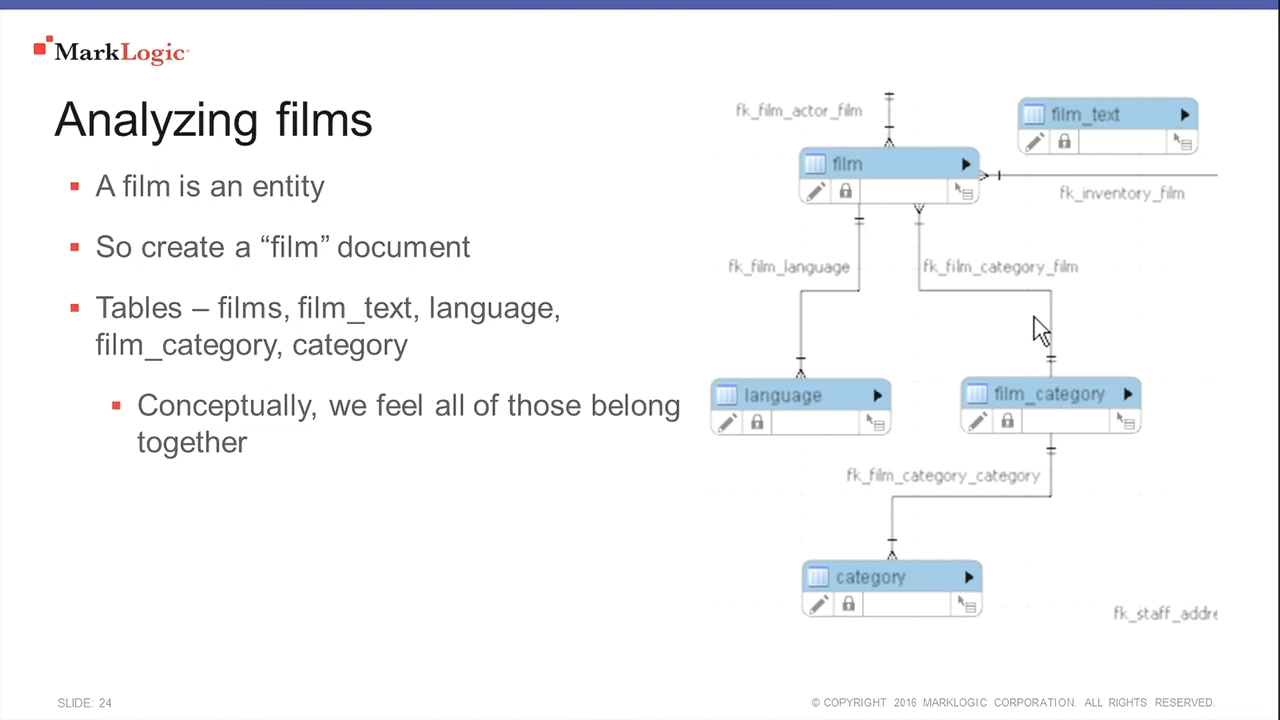 MarkLogic
Analyzing films
A film is an entity
So create a “film” document
Tables – films, film_text, language,
film_category, category
Conceptually, we feel all of those belong
together
fk_film_actor_film
film_text
film
fk_inventory_film
fk_film_language
fk_film_category_film
language
film_category
fk_film_category_category
category
fk_staff_addre
SLIDE: 24
© COPYRIGHT 2016 MARKLOGIC CORPORATION. ALL RIGHTS RESERVED.